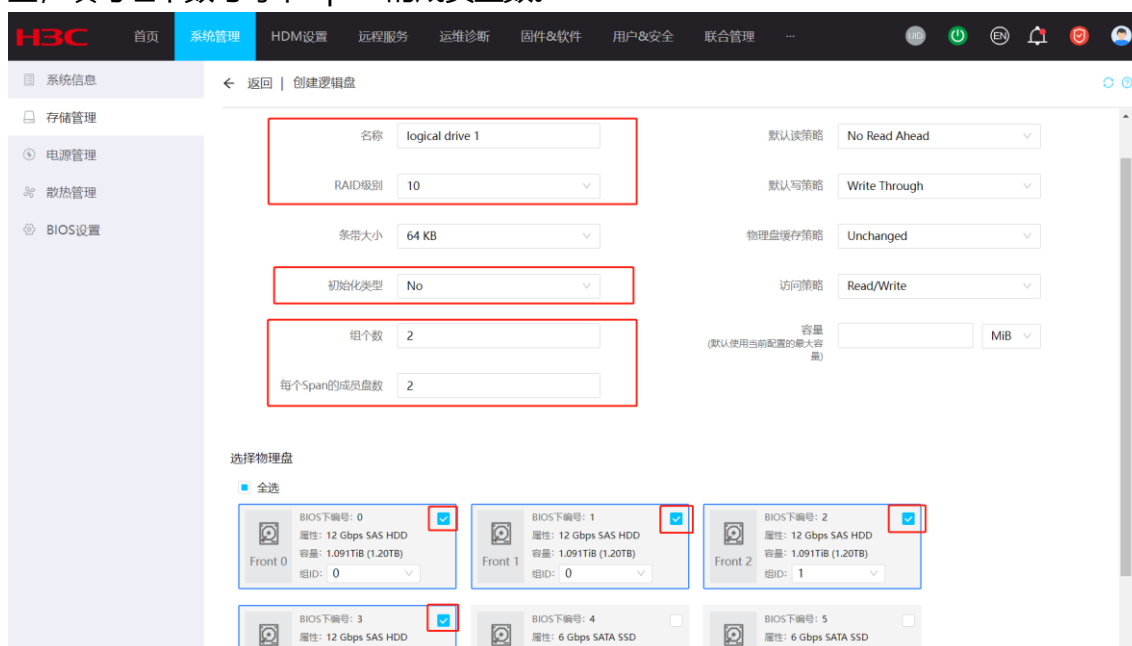 H3C 首页 系统管理 HDM设置 远程服务 运维诊断 固件&软件 用户&安全 联合管理 ... UID EN
系统信息
存储管理
电源管理
散热管理
BIOS设置
← 返回 | 创建逻辑盘
名称 logical drive 1 默认读策略 No Read Ahead
RAID级别 10 默认写策略 Write Through
条带大小 64 KB 物理盘缓存策略 Unchanged
初始化类型 No 访问策略 Read/Write
组个数 2 容量 MiB
(默认使用当前配置的最大容
量)
每个Span的成员盘数 2
选择物理盘
全选
Front 0
BIOS下编号: 0
属性: 12 Gbps SAS HDD
容量: 1.091TiB (1.20TB)
组ID: 0
Front 1
BIOS下编号: 1
属性: 12 Gbps SAS HDD
容量: 1.091TiB (1.20TB)
组ID: 0
Front 2
BIOS下编号: 2
属性: 12 Gbps SAS HDD
容量: 1.091TiB (1.20TB)
组ID: 1
BIOS下编号: 3
属性: 12 Gbps SAS HDD
BIOS下编号: 4
属性: 6 Gbps SATA SSD
BIOS下编号: 5
属性: 6 Gbps SATA SSD